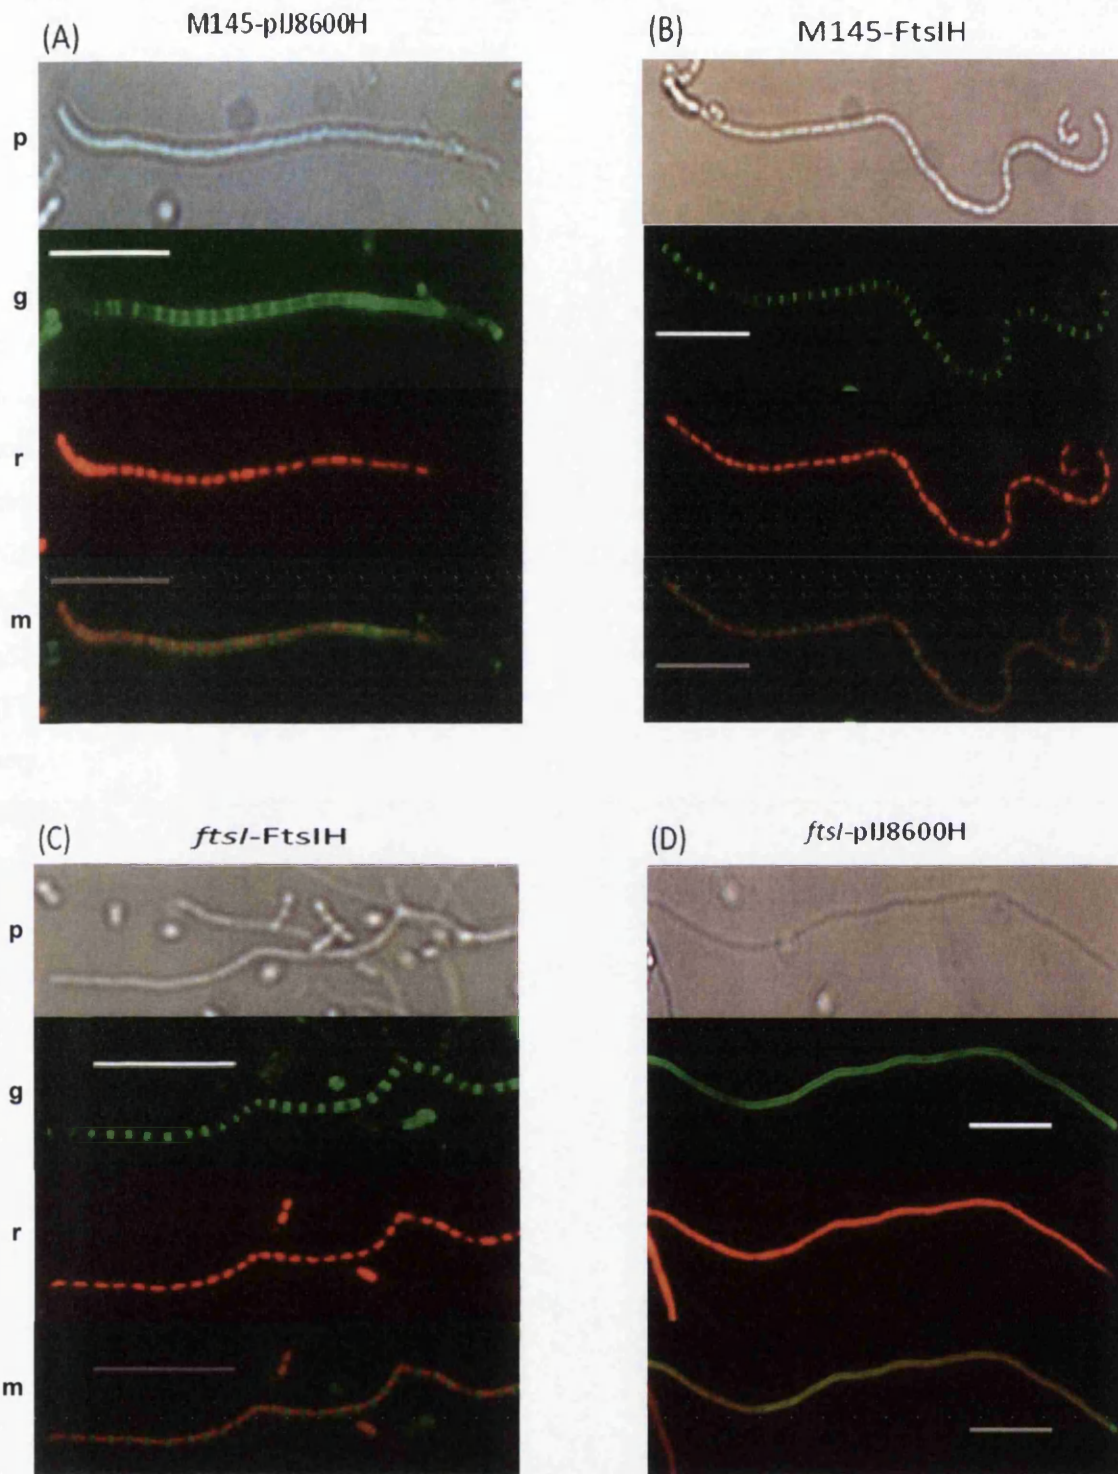 (A) M145-pIJ8600H
(B) M145-FtsIH
p
g
r
m
(C) ftsI-FtsIH
(D) ftsI-pIJ8600H
p
g
r
m